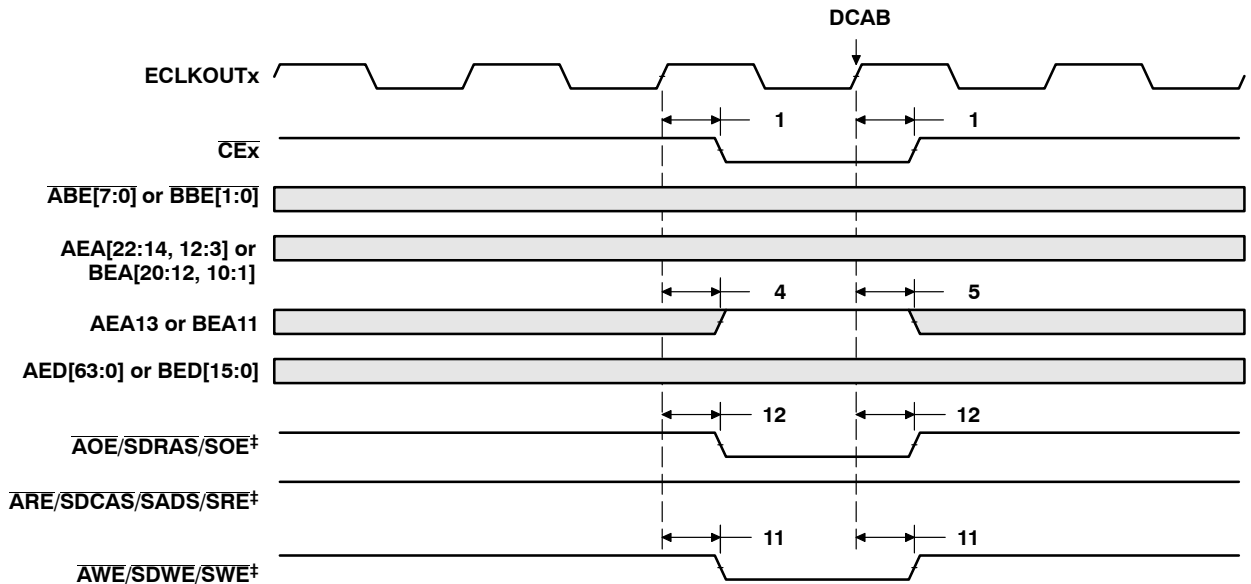 DCAB
ECLKOUTx
1 1
CEx
ABE[7:0] or BBE[1:0]
AEA[22:14, 12:3] or
BEA[20:12, 10:1]
4 5
AEA13 or BEA11
AED[63:0] or BED[15:0]
12 12
AOE/SDRAS/SOE‡
ARE/SDCAS/SADS/SRE‡
11 11
AWE/SDWE/SWE‡